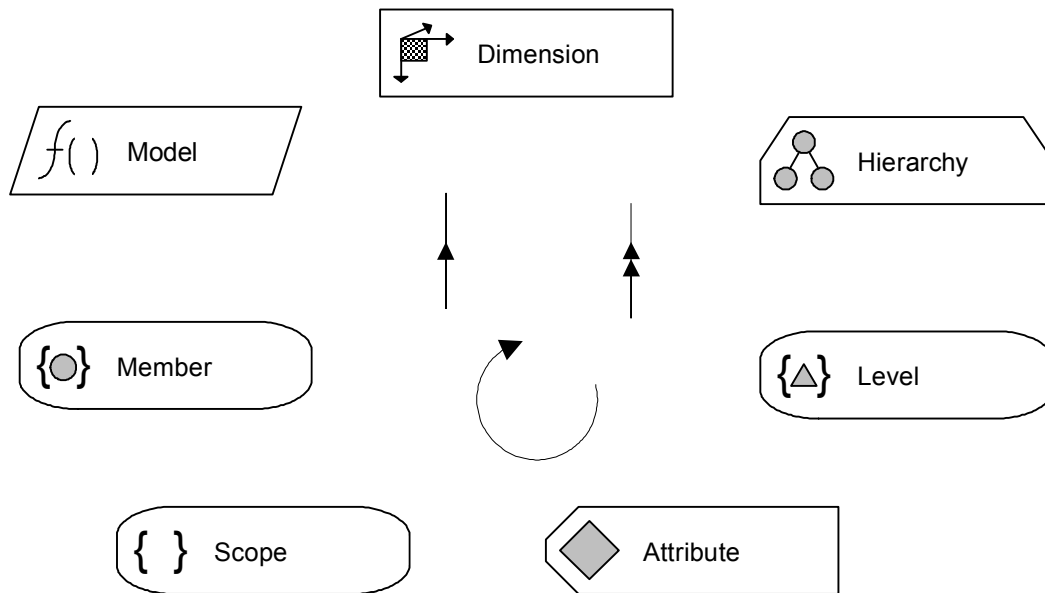 Dimension
f( ) Model
Hierarchy
{ } Member
{ } Level
{ } Scope
Attribute